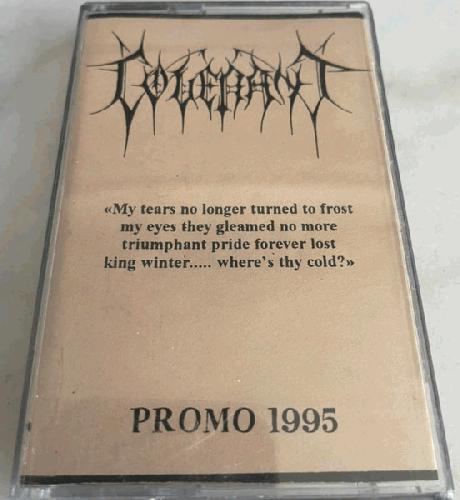 COVENANT
«My tears no longer turned to frost
my eyes they gleamed no more
triumphant pride forever lost
king winter..... where's thy cold?»
PROMO 1995